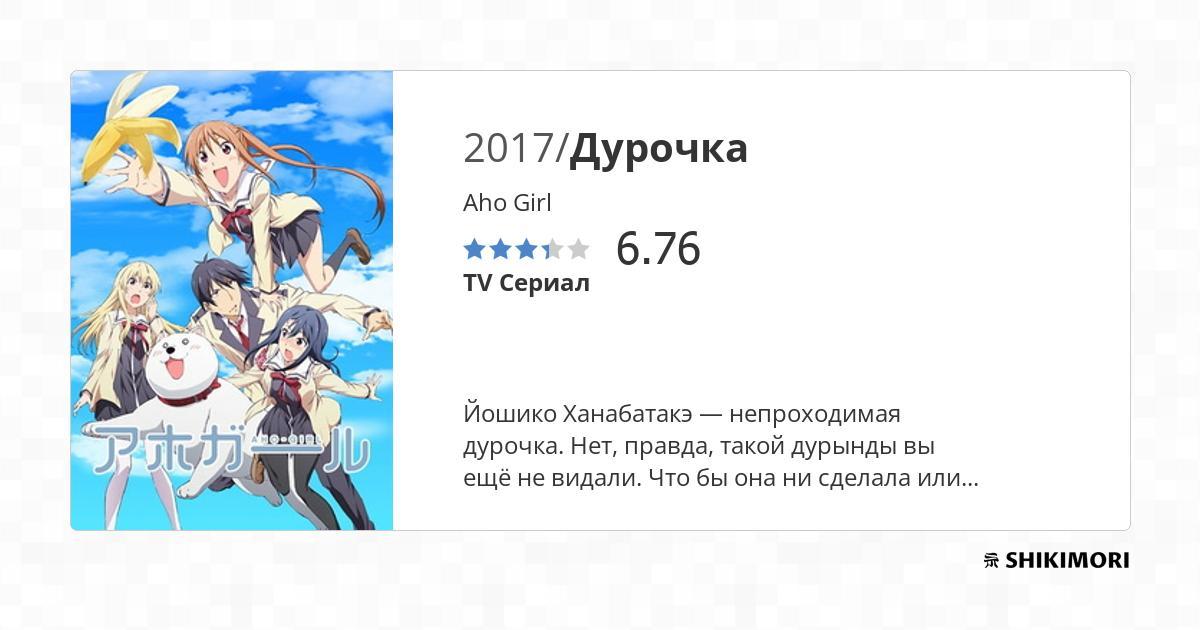 2017/Дурочка
Aho Girl
6.76
TV Сериал
Йошико Ханабатакэ — непроходимая
дурочка. Нет, правда, такой дурынды вы
ещё не видали. Что бы она ни сделала или...
AHO-GIRL
アホガール
SHIKIMORI